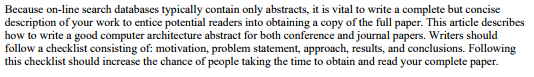 Because on-line search databases typically contain only abstracts, it is vital to write a complete but concise
description of your work to entice potential readers into obtaining a copy of the full paper. This article describes
how to write a good computer architecture abstract for both conference and journal papers. Writers should
follow a checklist consisting of: motivation, problem statement, approach, results, and conclusions. Following
this checklist should increase the chance of people taking the time to obtain and read your complete paper.